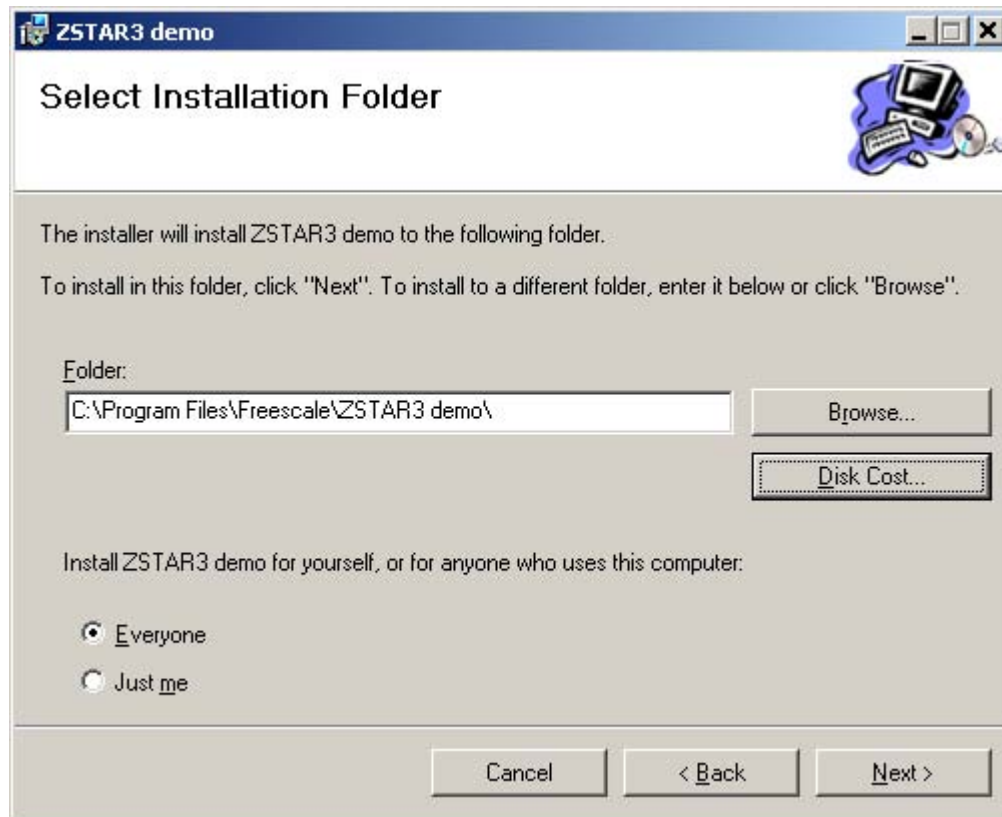 ZSTAR3 demo
Select Installation Folder
The installer will install ZSTAR3 demo to the following folder.
To install in this folder, click "Next". To install to a different folder, enter it below or click "Browse".
Folder:
C:\Program Files\Freescale\ZSTAR3 demo\
Browse...
Disk Cost...
Install ZSTAR3 demo for yourself, or for anyone who uses this computer:
Everyone
Just me
Cancel
< Back
Next >